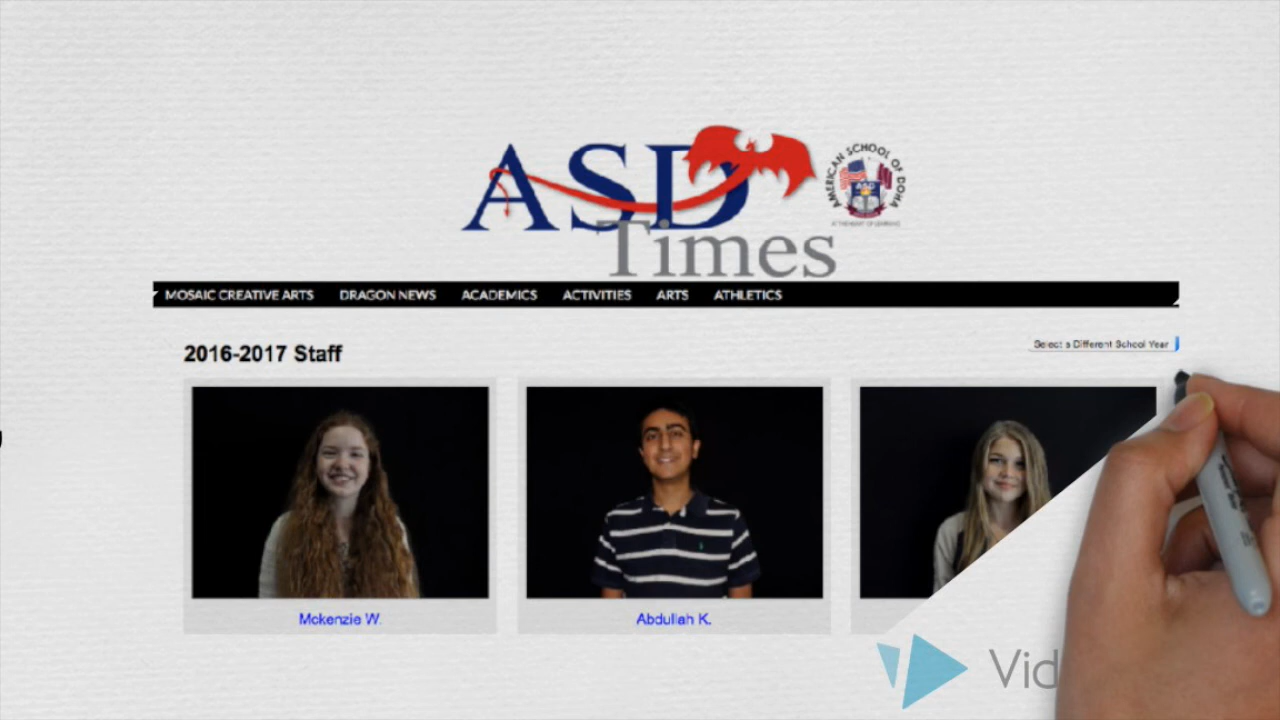 ASD
Times
AMERICAN SCHOOL OF DOHA
ASD
MOSAIC CREATIVE ARTS DRAGON NEWS ACADEMICS ACTIVITIES ARTS ATHLETICS
2016-2017 Staff
Select a Different School Year
Mckenzie W.
Abdullah K.
Vid